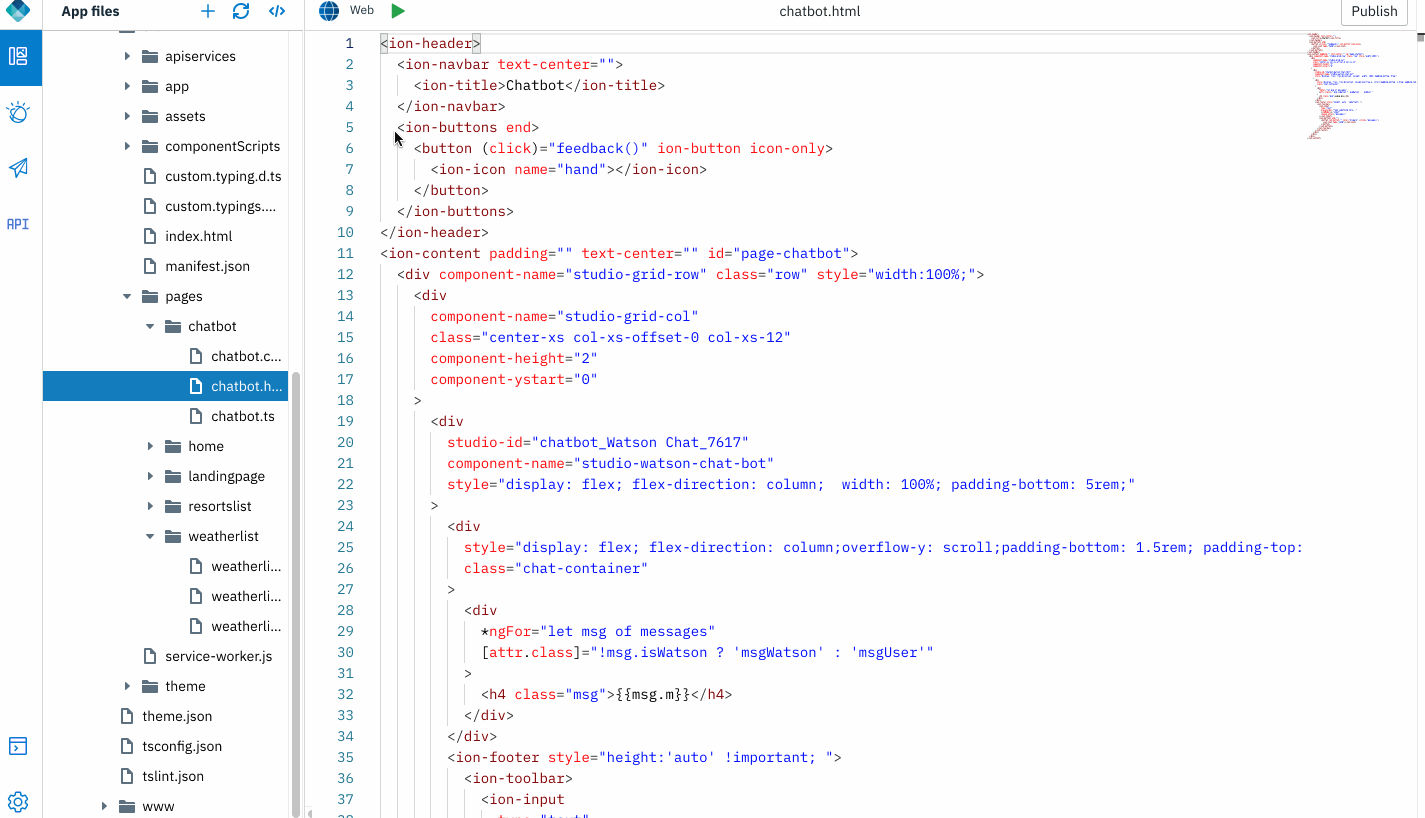 App files
Web
chatbot.html
Publish
API
apiservices
app
assets
componentScripts
custom.typing.d.ts
custom.typings....
index.html
manifest.json
pages
chatbot
chatbot.c...
chatbot.h...
chatbot.ts
home
landingpage
resortslist
weatherlist
weatherli...
weatherli...
weatherli...
service-worker.js
theme
theme.json
tsconfig.json
tslint.json
www
1 <ion-header>
2 <ion-navbar text-center="">
3 <ion-title>Chatbot</ion-title>
4 </ion-navbar>
5 <ion-buttons end>
6 <button (click)="feedback()" ion-button icon-only>
7 <ion-icon name="hand"></ion-icon>
8 </button>
9 </ion-buttons>
10 </ion-header>
11 <ion-content padding="" text-center="" id="page-chatbot">
12 <div component-name="studio-grid-row" class="row" style="width:100%;">
13 <div
14 component-name="studio-grid-col"
15 class="center-xs col-xs-offset-0 col-xs-12"
16 component-height="2"
17 component-ystart="0"
18 >
19 <div
20 studio-id="chatbot_Watson Chat_7617"
21 component-name="studio-watson-chat-bot"
22 style="display: flex; flex-direction: column;  width: 100%; padding-bottom: 5rem;"
23 >
24 <div
25 style="display: flex; flex-direction: column;overflow-y: scroll;padding-bottom: 1.5rem; padding-top:
26 class="chat-container"
27 >
28 <div
29 *ngFor="let msg of messages"
30 [attr.class]="!msg.isWatson ? 'msgWatson' : 'msgUser'"
31 >
32 <h4 class="msg">{{msg.m}}</h4>
33 </div>
34 </div>
35 <ion-footer style="height:'auto' !important; ">
36 <ion-toolbar>
37 <ion-input